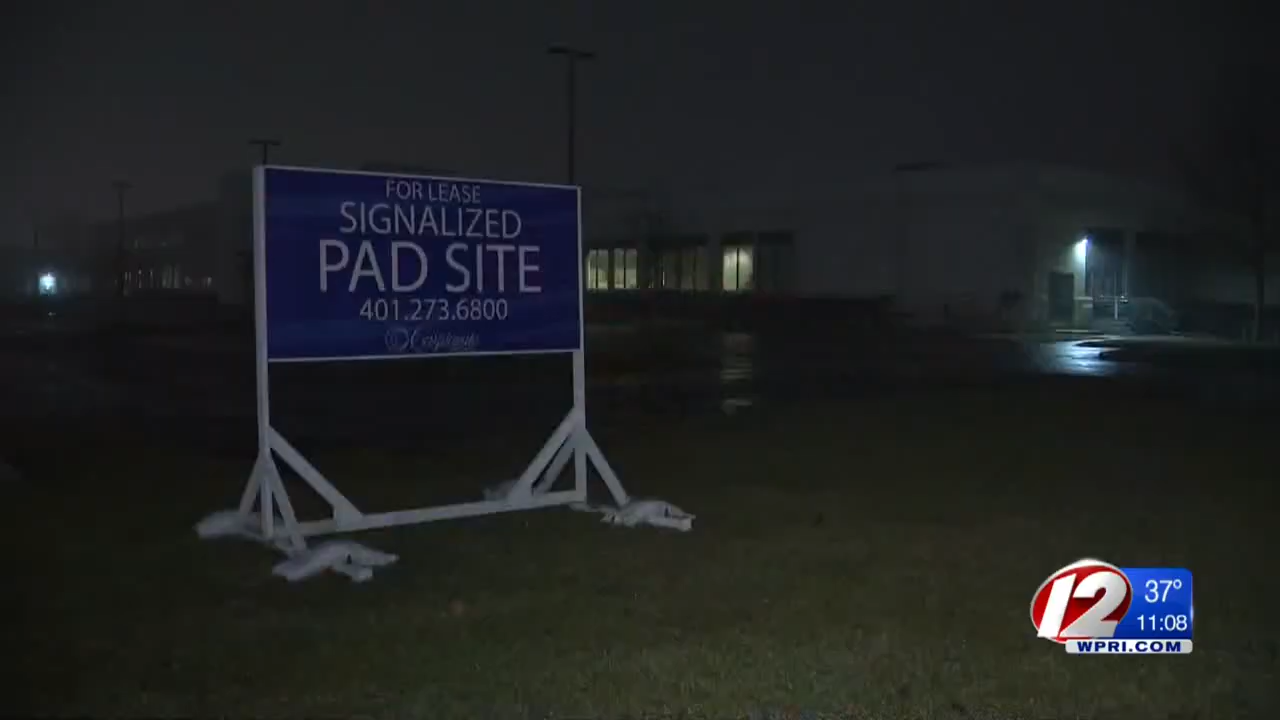 FOR LEASE
SIGNALIZED
PAD SITE
401.273.6800
12
37°
11:08
WPRI.COM